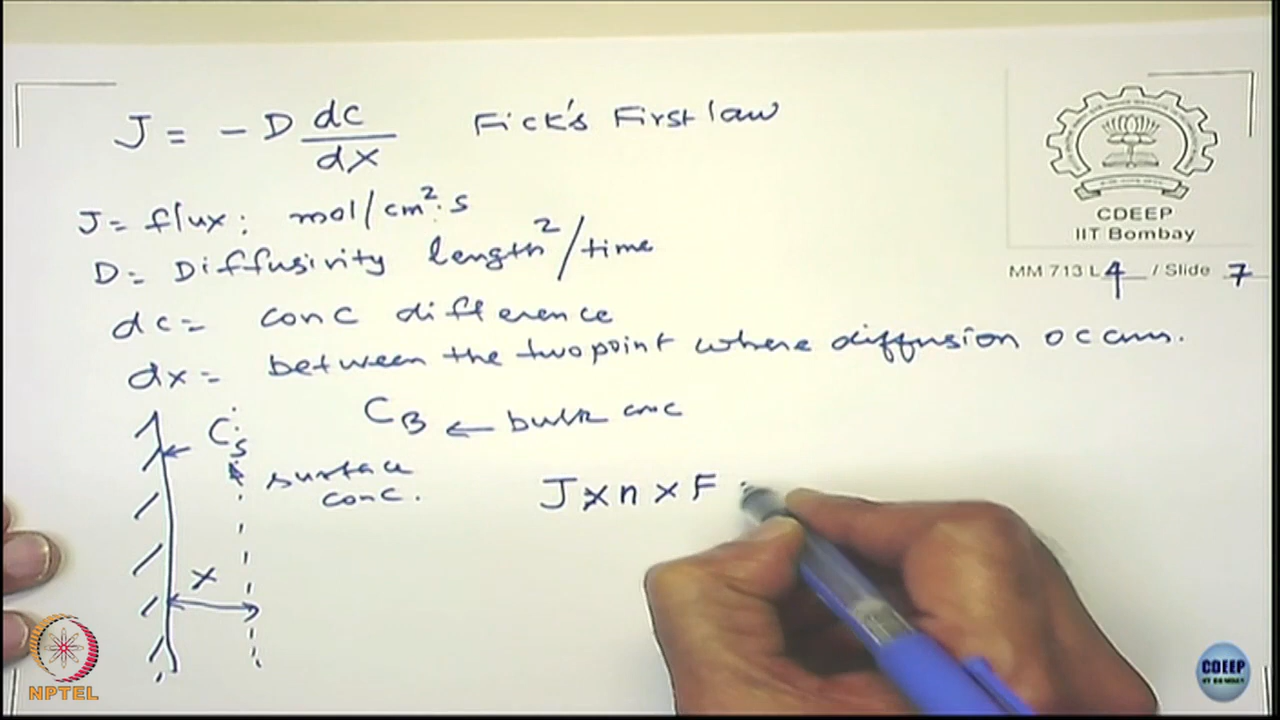 J = - D dc/dx Fick's First law
J = flux: mol/cm². s
D = Diffusivity length²/time
dc = conc difference
dx = between the two point where diffusion occurs.
C_B ← bulk conc
C_s
surface
conc.
J × n × F
x
CDEEP
IIT Bombay
MM 713 L 4 / Slide 7
NPTEL
CDEEP
IIT BOMBAY